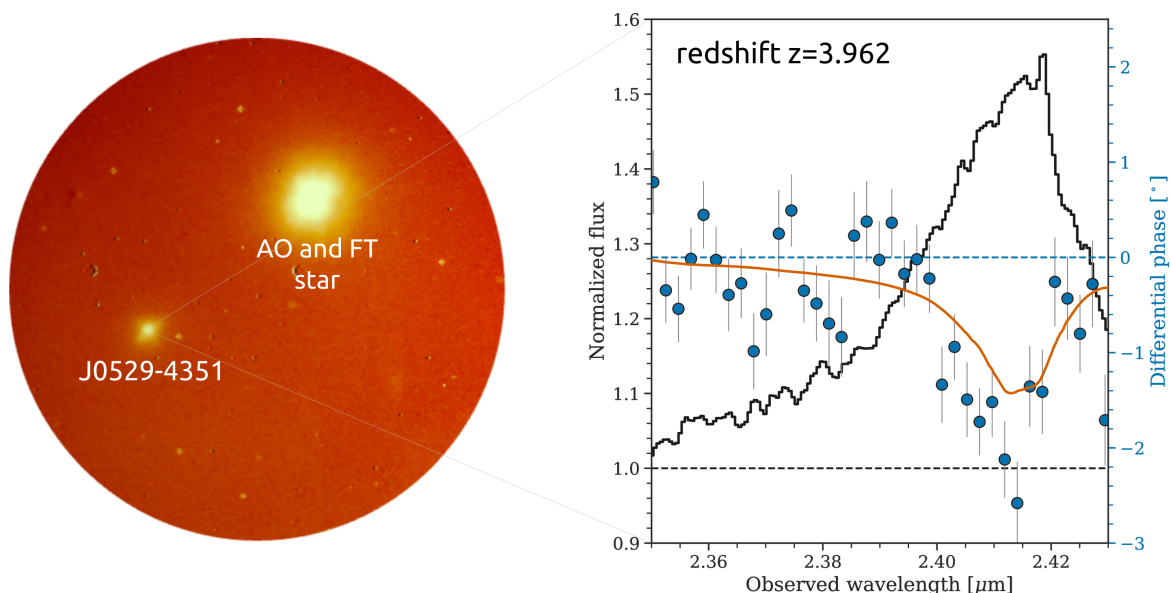 AO and FT
star
J0529-4351
redshift z=3.962
Normalized flux
1.6
1.5
1.4
1.3
1.2
1.1
1.0
0.9
2.36
2.38
2.40
2.42
Observed wavelength [μm]
2
1
0
−1
−2
−3
Differential phase [°]